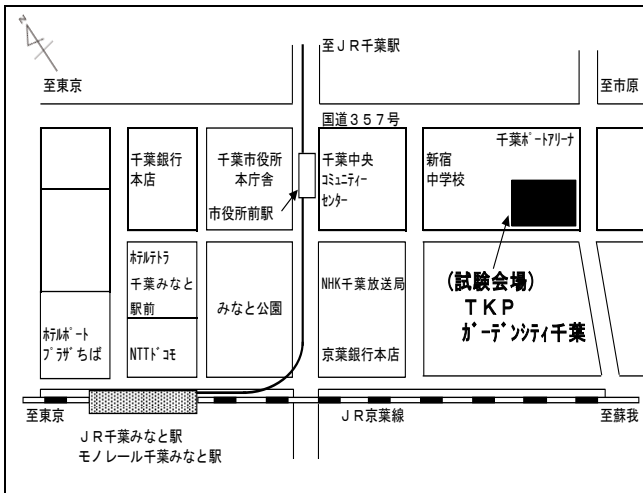 N
至JR千葉駅
至東京
至市原
国道357号
千葉ﾎﾟｰﾄｱﾘｰﾅ
千葉銀行
本店
千葉市役所
本庁舎
千葉中央
ｺﾐｭﾆﾃｨｰ
ｾﾝﾀｰ
新宿
中学校
市役所前駅
ﾎﾃﾙﾃﾄﾗ
千葉みなと
駅前
みなと公園
NHK千葉放送局
(試験会場)
TKP
ｶﾞｰﾃﾞﾝｼﾃｨ千葉
ﾎﾃﾙﾎﾟｰﾄ
ﾌﾟﾗｻﾞちば
NTTﾄﾞｺﾓ
京葉銀行本店
至東京
JR京葉線
至蘇我
JR千葉みなと駅
モノレール千葉みなと駅